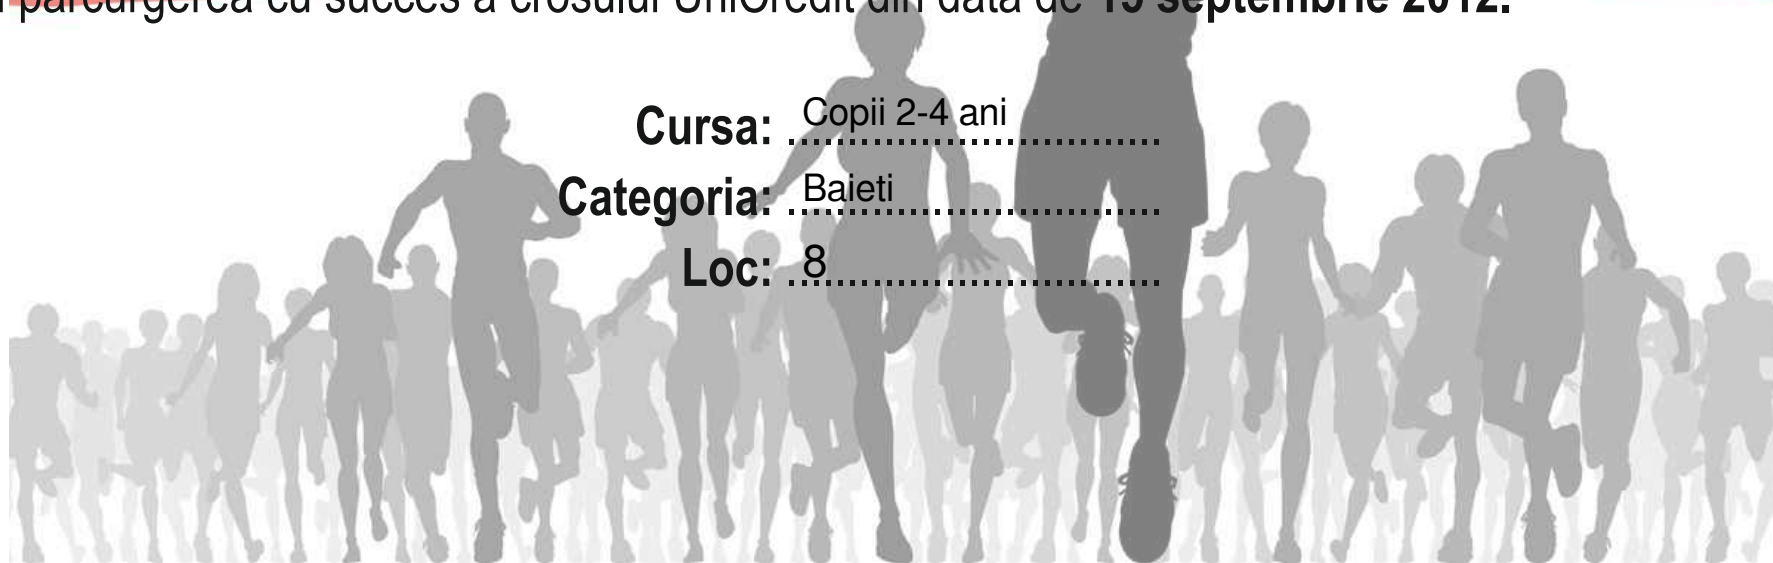 parcurgerea cu succes a crosului UniCredit din data de 15 septembrie 2012.
Cursa: Copii 2-4 ani
Categoria: Baieti
Loc: 8